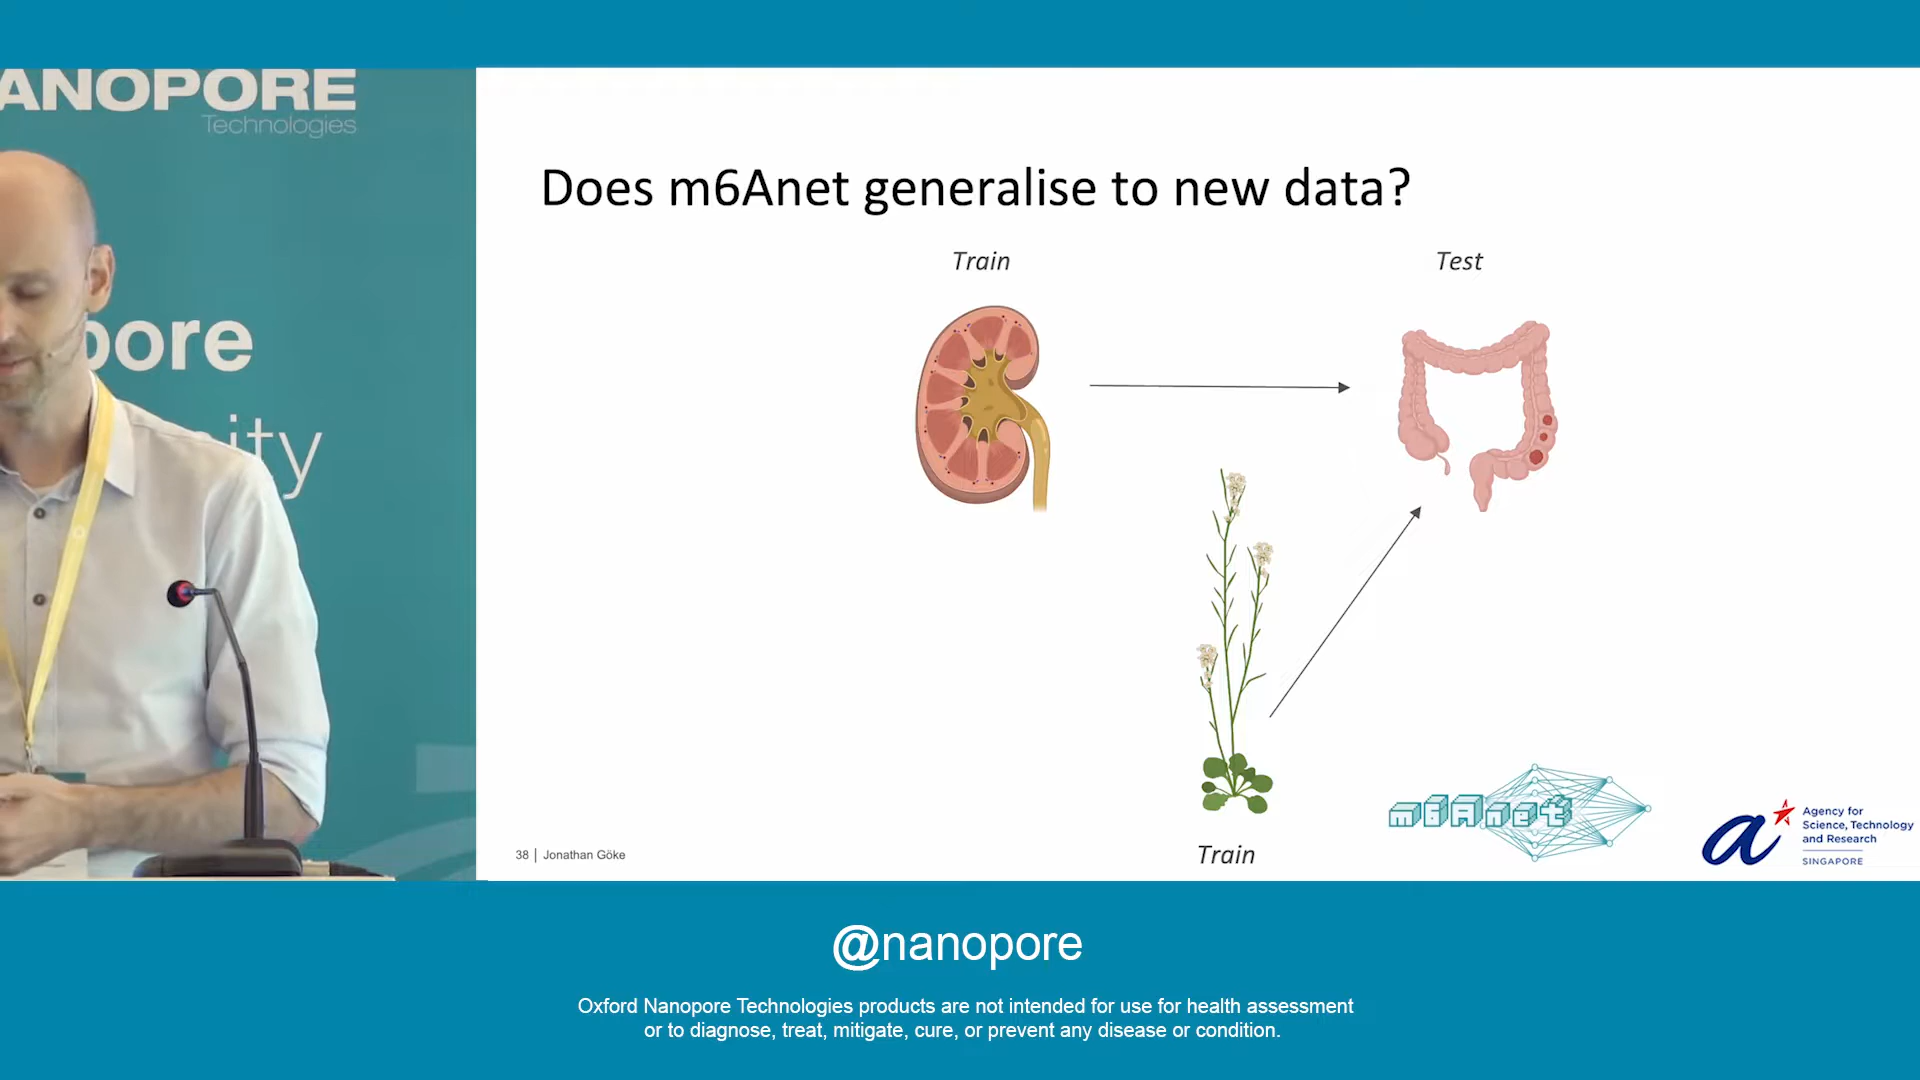 ANOPORE
Technologies
pore
ity
Does m6Anet generalise to new data?
Train
Test
Train
38 | Jonathan Göke
m6Anet
Agency for
Science, Technology
and Research
SINGAPORE
@nanopore
Oxford Nanopore Technologies products are not intended for use for health assessment
or to diagnose, treat, mitigate, cure, or prevent any disease or condition.